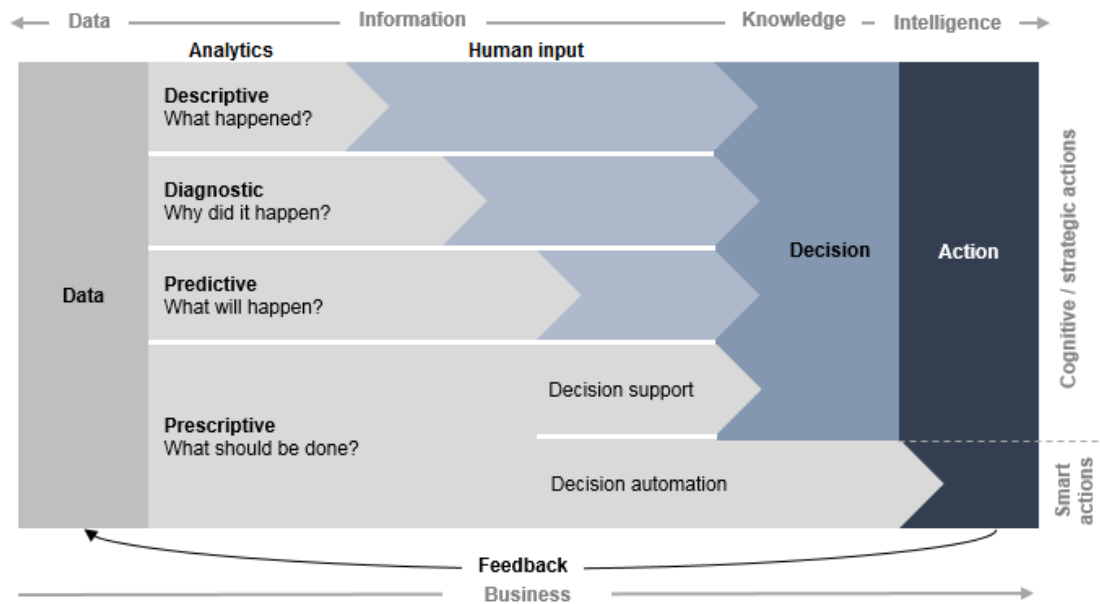 Data Information Knowledge Intelligence
Analytics Human input
Descriptive
What happened?
Diagnostic
Why did it happen?
Predictive
What will happen?
Data
Decision
Action
Prescriptive
What should be done?
Decision support
Decision automation
Cognitive / strategic actions
Smart
actions
Feedback
Business